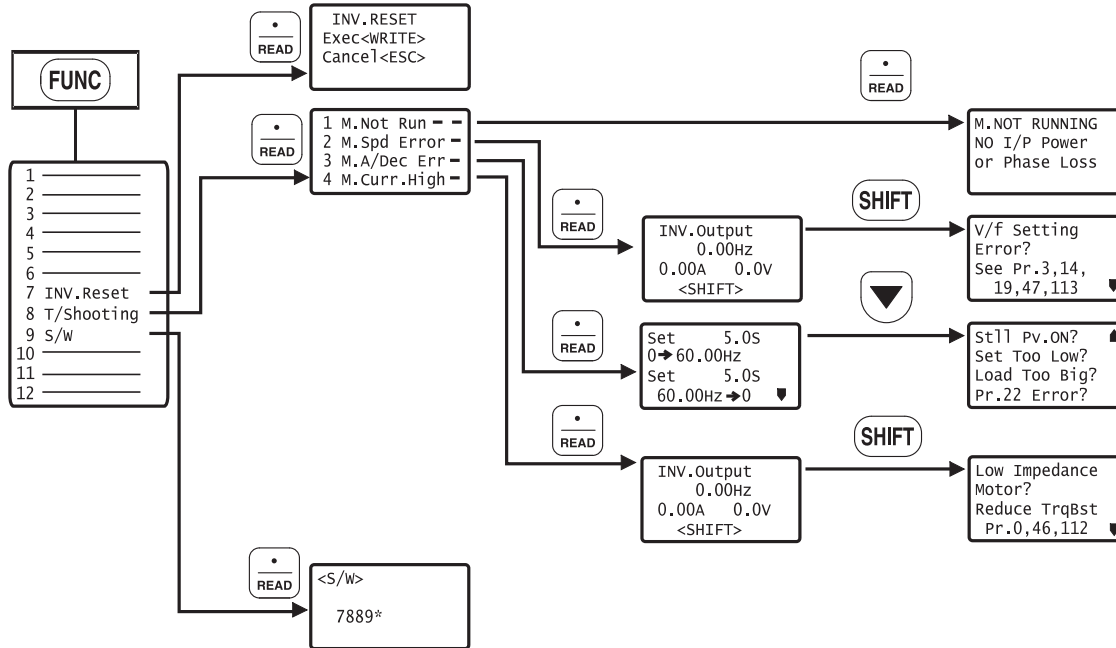 FUNC
1
2
3
4
5
6
7 INV.Reset
8 T/Shooting
9 S/W
10
11
12
READ
INV.RESET
Exec<WRITE>
Cancel<ESC>
READ
1 M.Not Run
2 M.Spd Error
3 M.A/Dec Err
4 M.Curr.High
READ
M.NOT RUNNING
NO I/P Power
or Phase Loss
READ
INV.Output
0.00Hz
0.00A 0.0V
<SHIFT>
SHIFT
V/f Setting
Error?
See Pr.3,14,
19,47,113
READ
Set 5.0S
0➔60.00Hz
Set 5.0S
60.00Hz➔0
Stll Pv.ON?
Set Too Low?
Load Too Big?
Pr.22 Error?
READ
INV.Output
0.00Hz
0.00A 0.0V
<SHIFT>
SHIFT
Low Impedance
Motor?
Reduce TrqBst
Pr.0,46,112
READ
<S/W>
7889*